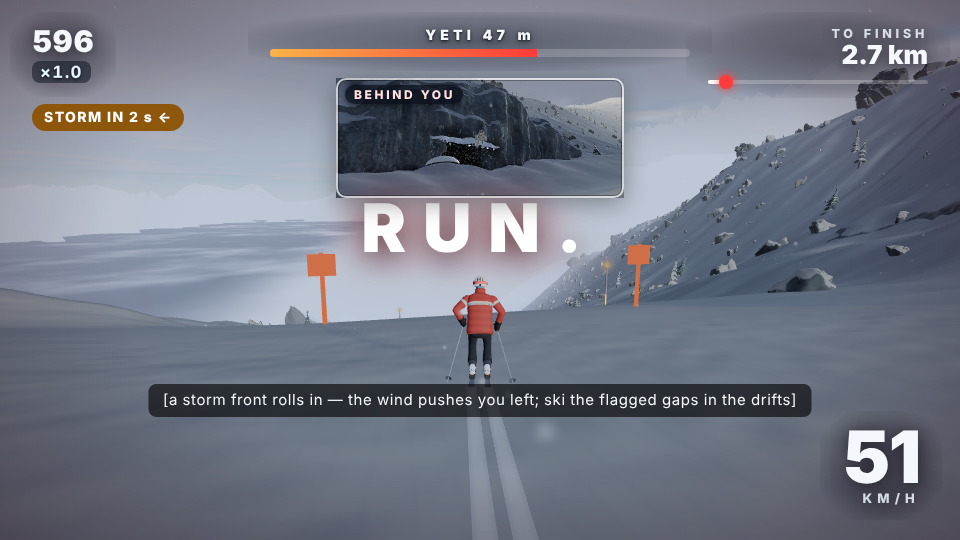 596
×1.0
STORM IN 2 s ←
YETI 47 m
BEHIND YOU
TO FINISH
2.7 km
RUN.
[a storm front rolls in — the wind pushes you left; ski the flagged gaps in the drifts]
51
KM/H